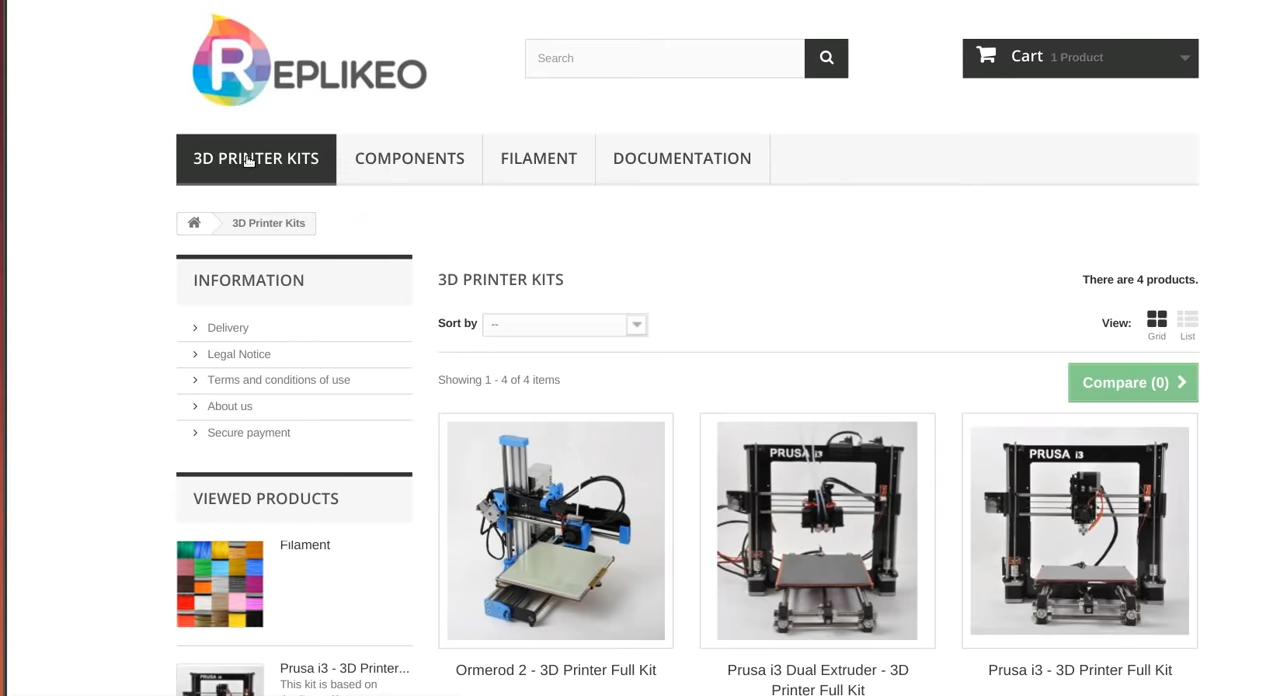 REPLIKEO
Search
Cart 1 Product
3D PRINTER KITS
COMPONENTS
FILAMENT
DOCUMENTATION
3D Printer Kits
INFORMATION
Delivery
Legal Notice
Terms and conditions of use
About us
Secure payment
VIEWED PRODUCTS
Filament
Prusa i3 - 3D Printer...
This kit is based on
3D PRINTER KITS
There are 4 products.
Sort by
--
View:
Grid
List
Showing 1 - 4 of 4 items
Compare (0)
PRUSA i3
PRUSA i3
Ormerod 2 - 3D Printer Full Kit
Prusa i3 Dual Extruder - 3D
Printer Full Kit
Prusa i3 - 3D Printer Full Kit